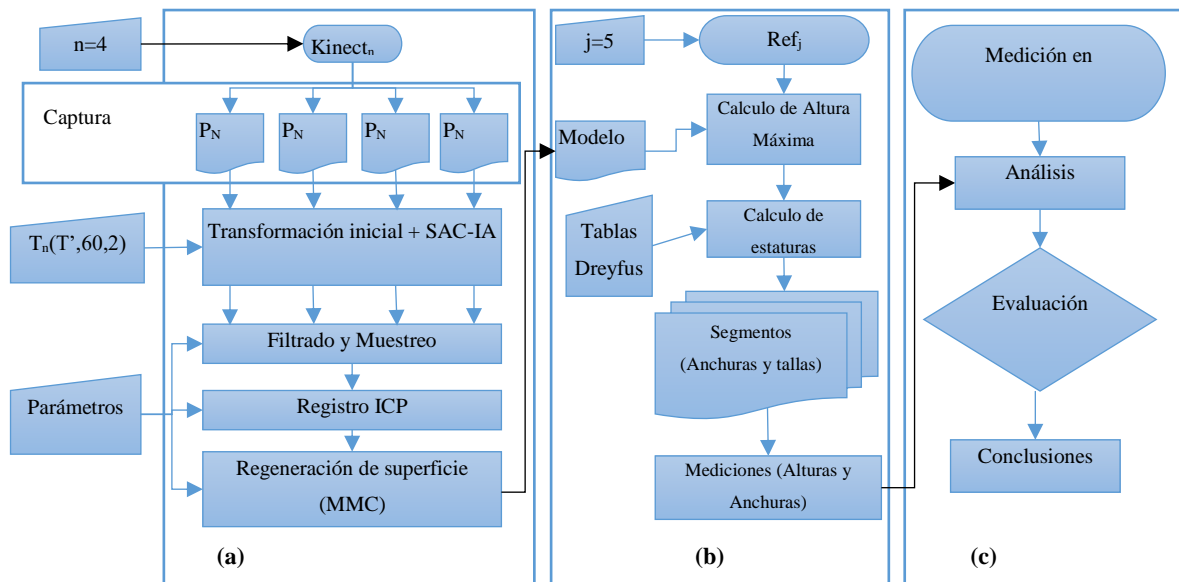 n=4
Kinectₙ
Captura
P_N
P_N
P_N
P_N
Tₙ(T’,60,2)
Transformación inicial + SAC-IA
Filtrado y Muestreo
Parámetros
Registro ICP
Regeneración de superficie
(MMC)
(a)
j=5
Refⱼ
Modelo
Calculo de Altura
Máxima
Tablas
Dreyfus
Calculo de
estaturas
Segmentos
(Anchuras y tallas)
Mediciones (Alturas y
Anchuras)
(b)
Medición en
Análisis
Evaluación
Conclusiones
(c)